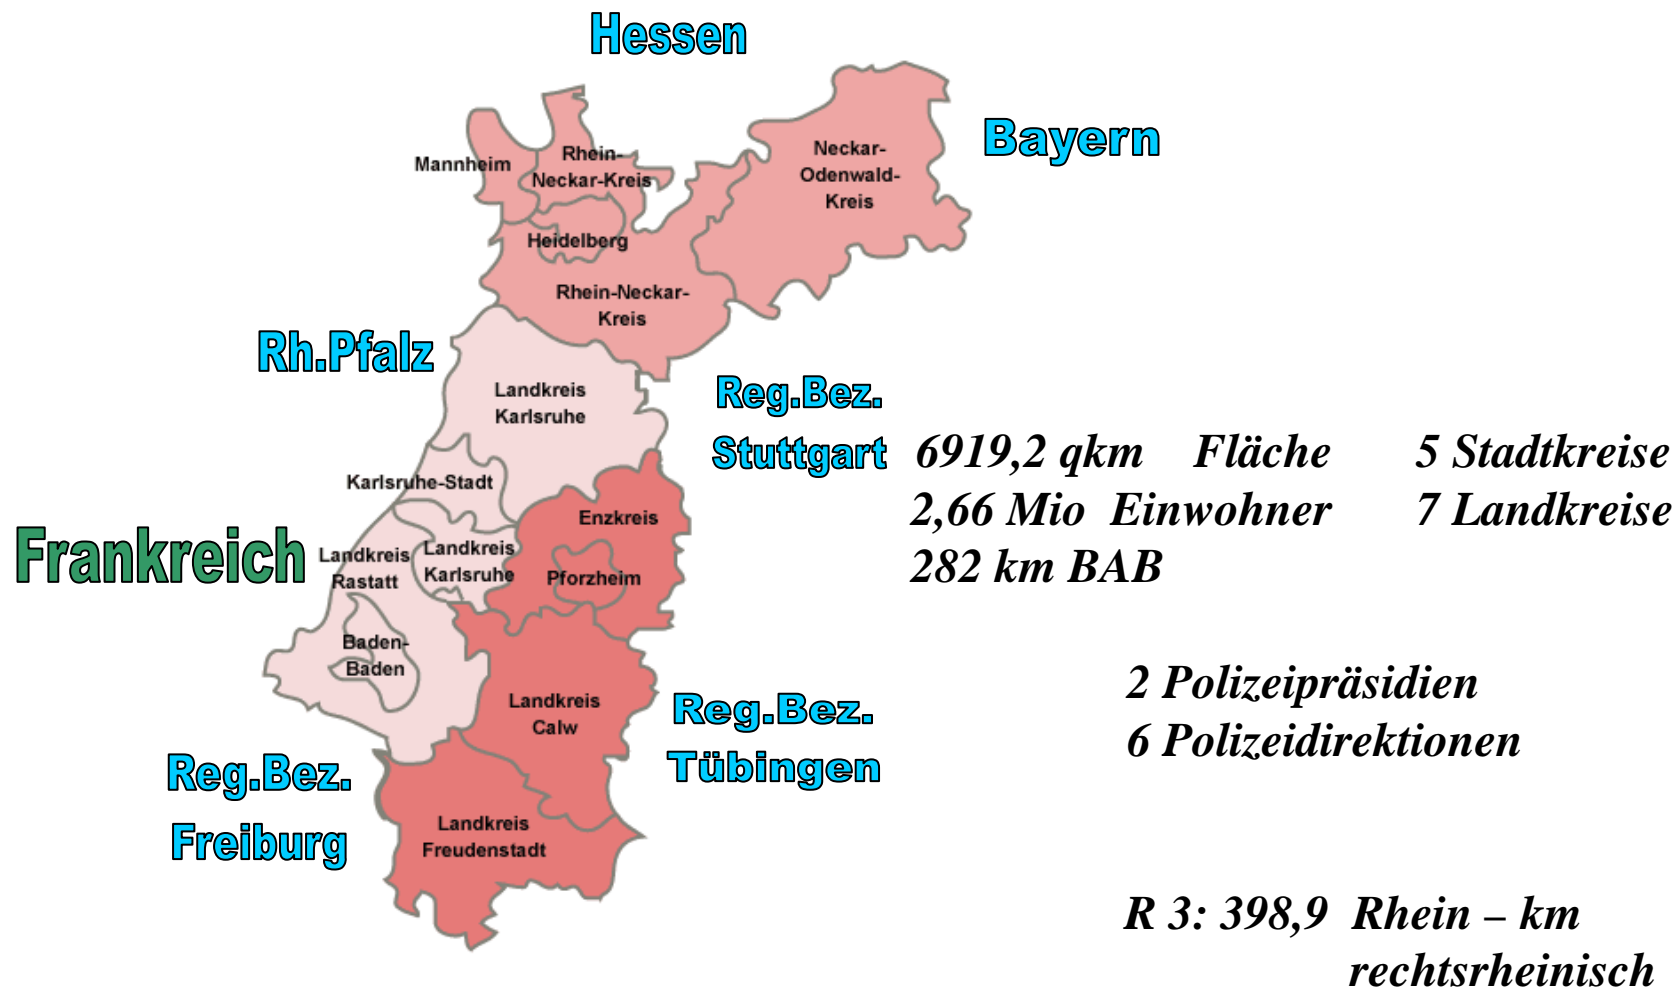 Hessen
Bayern
Mannheim
Rhein-
Neckar-Kreis
Neckar-
Odenwald-
Kreis
Heidelberg
Rhein-Neckar-
Kreis
Rh.Pfalz
Landkreis
Karlsruhe
Reg.Bez.
Stuttgart
6919,2 qkm Fläche 5 Stadtkreise
2,66 Mio Einwohner 7 Landkreise
282 km BAB
Karlsruhe-Stadt
Enzkreis
Frankreich
Landkreis
Rastatt
Landkreis
Karlsruhe
Pforzheim
Baden-
Baden
Landkreis
Calw
Reg.Bez.
Tübingen
2 Polizeipräsidien
6 Polizeidirektionen
Reg.Bez.
Freiburg
Landkreis
Freudenstadt
R 3: 398,9 Rhein – km
rechtsrheinisch